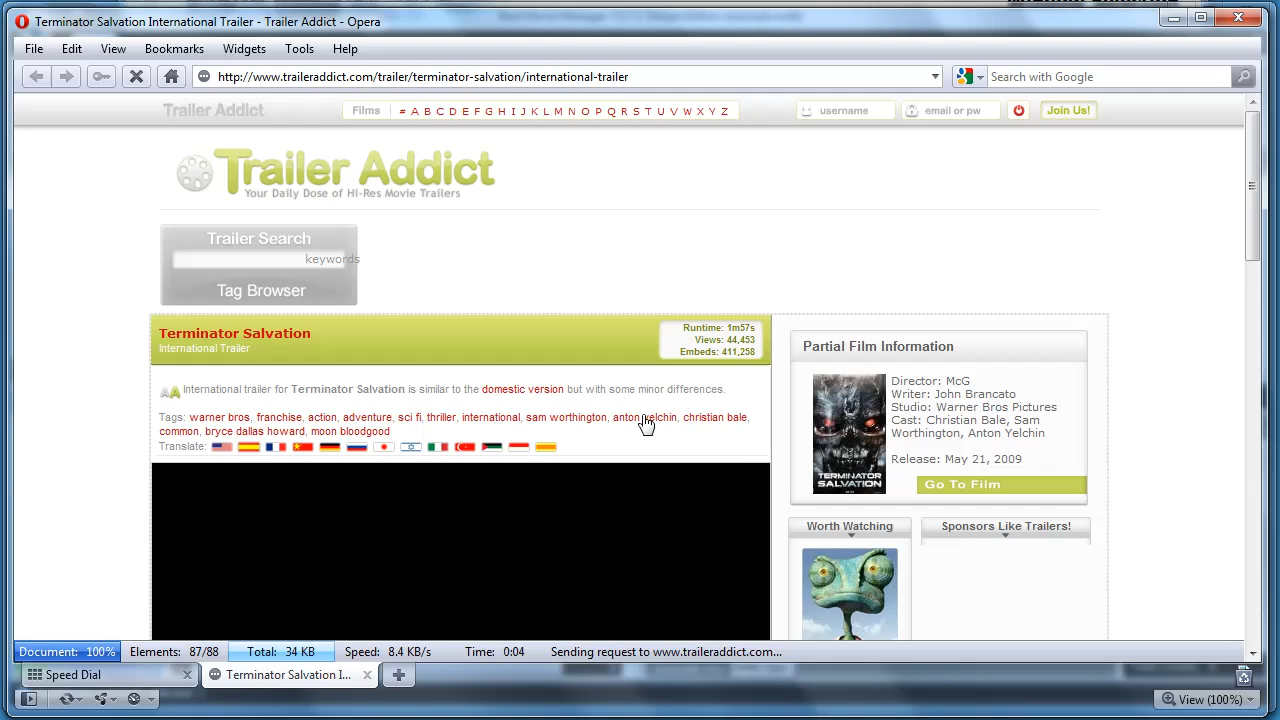 Terminator Salvation International Trailer - Trailer Addict - Opera
File Edit View Bookmarks Widgets Tools Help
http://www.traileraddict.com/trailer/terminator-salvation/international-trailer Search with Google
Trailer Addict Films # A B C D E F G H I J K L M N O P Q R S T U V W X Y Z username email or pw Join Us!
Trailer Addict
Your Daily Dose of Hi-Res Movie Trailers
Trailer Search
keywords
Tag Browser
Terminator Salvation
International Trailer
Runtime: 1m57s
Views: 44,453
Embeds: 411,258
International trailer for Terminator Salvation is similar to the domestic version but with some minor differences.
Tags: warner bros, franchise, action, adventure, sci fi, thriller, international, sam worthington, anton yelchin, christian bale,
common, bryce dallas howard, moon bloodgood
Translate:
Partial Film Information
Director: McG
Writer: John Brancato
Studio: Warner Bros Pictures
Cast: Christian Bale, Sam
Worthington, Anton Yelchin
Release: May 21, 2009
TERMINATOR
SALVATION
Go To Film
Worth Watching
Sponsors Like Trailers!
Document: 100% Elements: 87/88 Total: 34 KB Speed: 8.4 KB/s Time: 0:04 Sending request to www.traileraddict.com...
Speed Dial Terminator Salvation I...
View (100%)